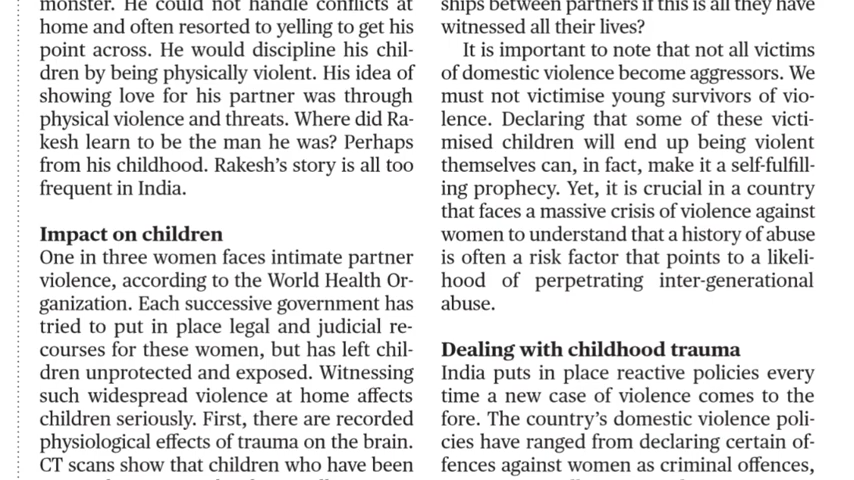 monster. He could not handle conflicts at
home and often resorted to yelling to get his
point across. He would discipline his chil-
dren by being physically violent. His idea of
showing love for his partner was through
physical violence and threats. Where did Ra-
kesh learn to be the man he was? Perhaps
from his childhood. Rakesh's story is all too
frequent in India.
Impact on children
One in three women faces intimate partner
violence, according to the World Health Or-
ganization. Each successive government has
tried to put in place legal and judicial re-
courses for these women, but has left chil-
dren unprotected and exposed. Witnessing
such widespread violence at home affects
children seriously. First, there are recorded
physiological effects of trauma on the brain.
CT scans show that children who have been
ships between partners if this is all they have
witnessed all their lives?
It is important to note that not all victims
of domestic violence become aggressors. We
must not victimise young survivors of vio-
lence. Declaring that some of these victi-
mised children will end up being violent
themselves can, in fact, make it a self-fulfill-
ing prophecy. Yet, it is crucial in a country
that faces a massive crisis of violence against
women to understand that a history of abuse
is often a risk factor that points to a likeli-
hood of perpetrating inter-generational
abuse.
Dealing with childhood trauma
India puts in place reactive policies every
time a new case of violence comes to the
fore. The country's domestic violence poli-
cies have ranged from declaring certain of-
fences against women as criminal offences,